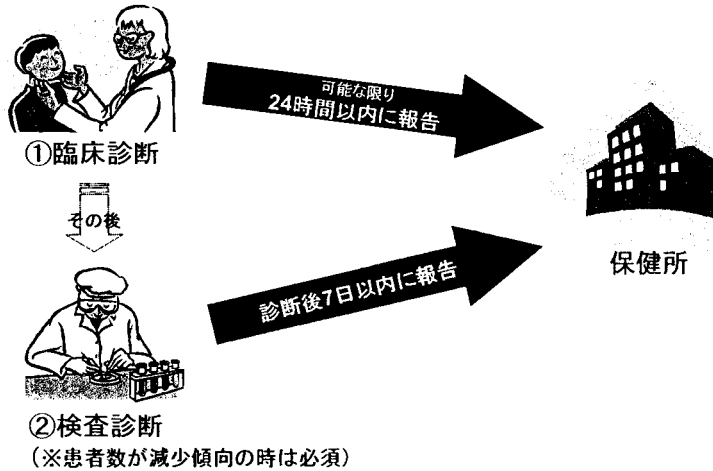 可能な限り
24時間以内に報告
①臨床診断
その後
保健所
診断後7日以内に報告
②検査診断
（※患者数が減少傾向の時は必須）